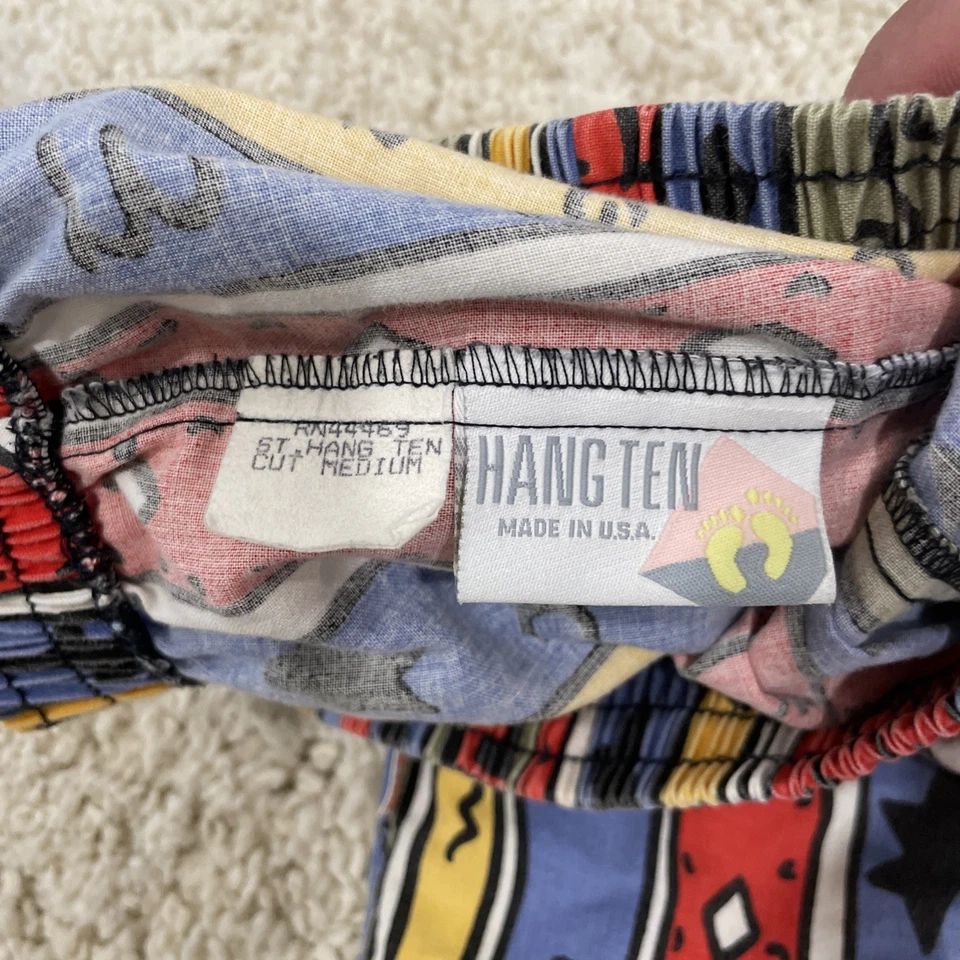 RN44469
ST.HANG TEN
CUT MEDIUM
HANG TEN
MADE IN U.S.A.